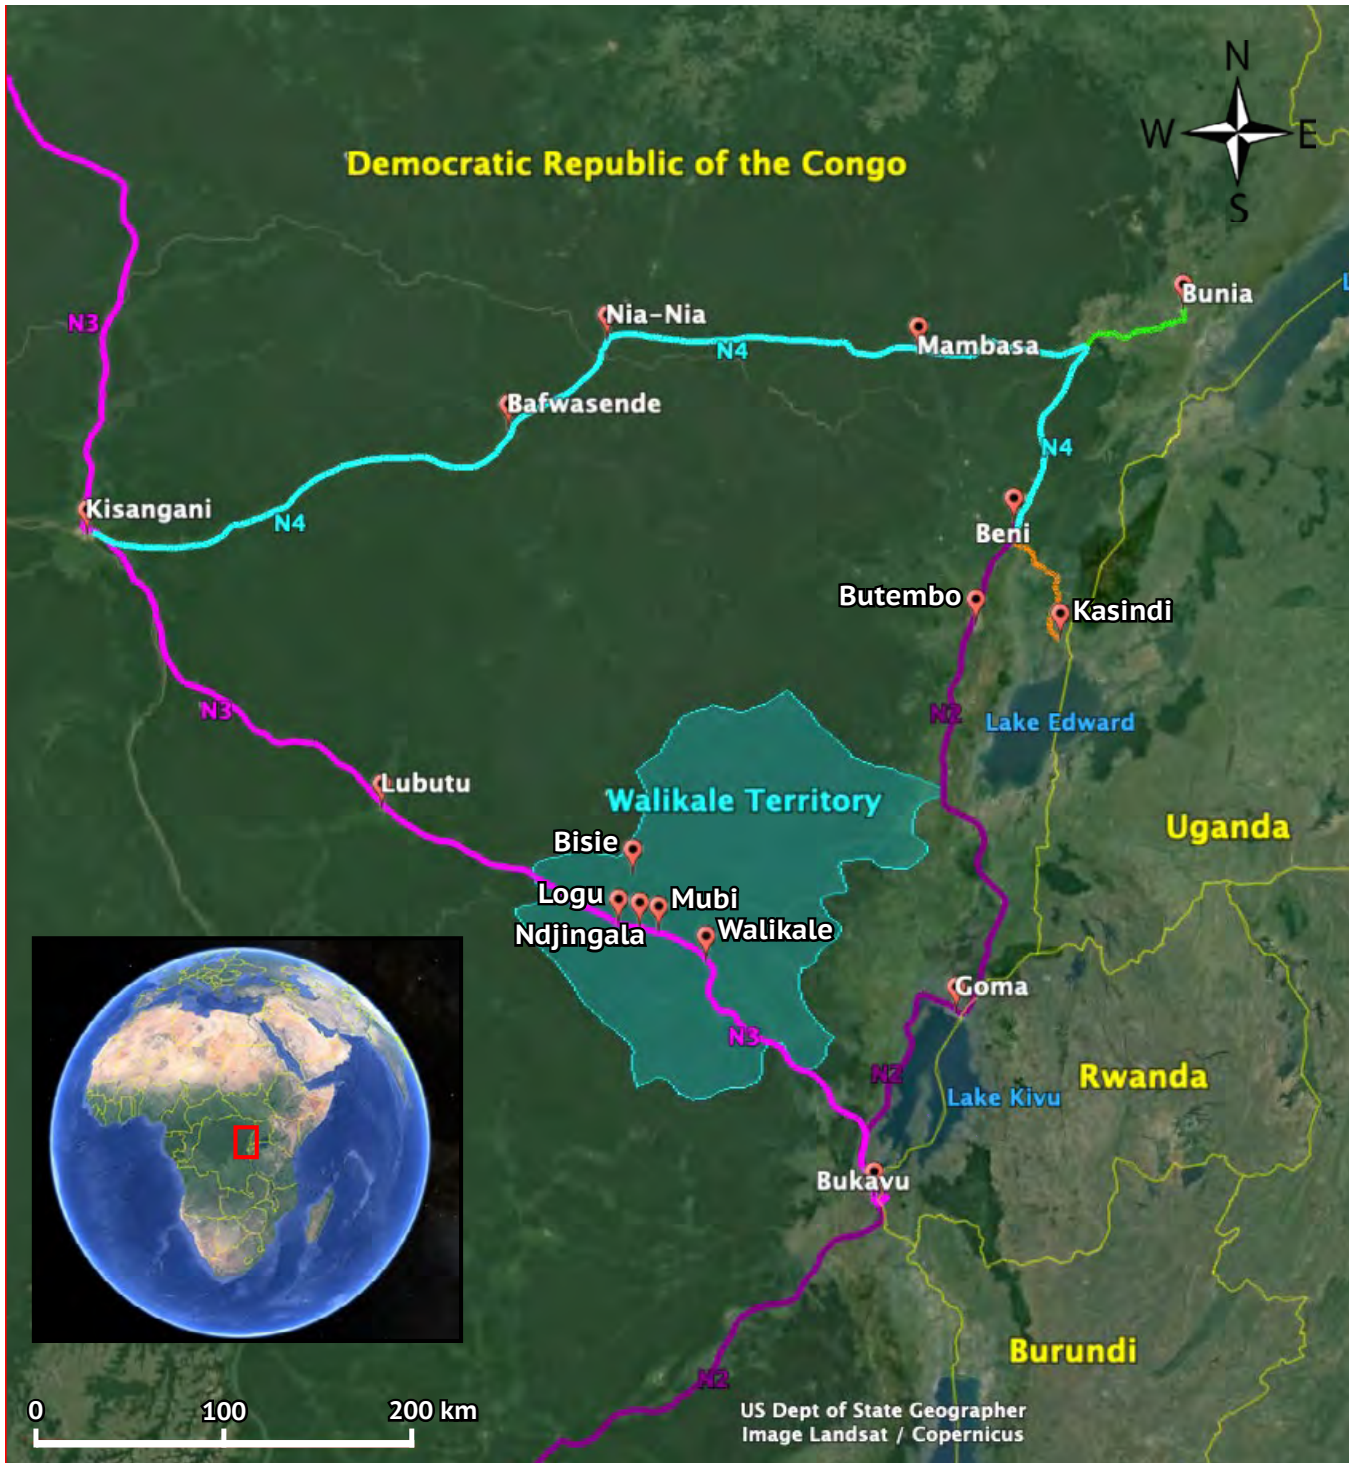 N
W E
S
Democratic Republic of the Congo
Bunia
L
Nia-Nia
N3
N4
Mambasa
Bafwasende
N4
Kisangani
N4
Beni
Butembo
Kasindi
N3
N2
Lake Edward
Lubutu
Walikale Territory
Uganda
Bisie
Logu
Mubi
Ndjingala
Walikale
Goma
N3
N2
Rwanda
Lake Kivu
Bukavu
Burundi
N2
0 100 200 km
US Dept of State Geographer
Image Landsat / Copernicus